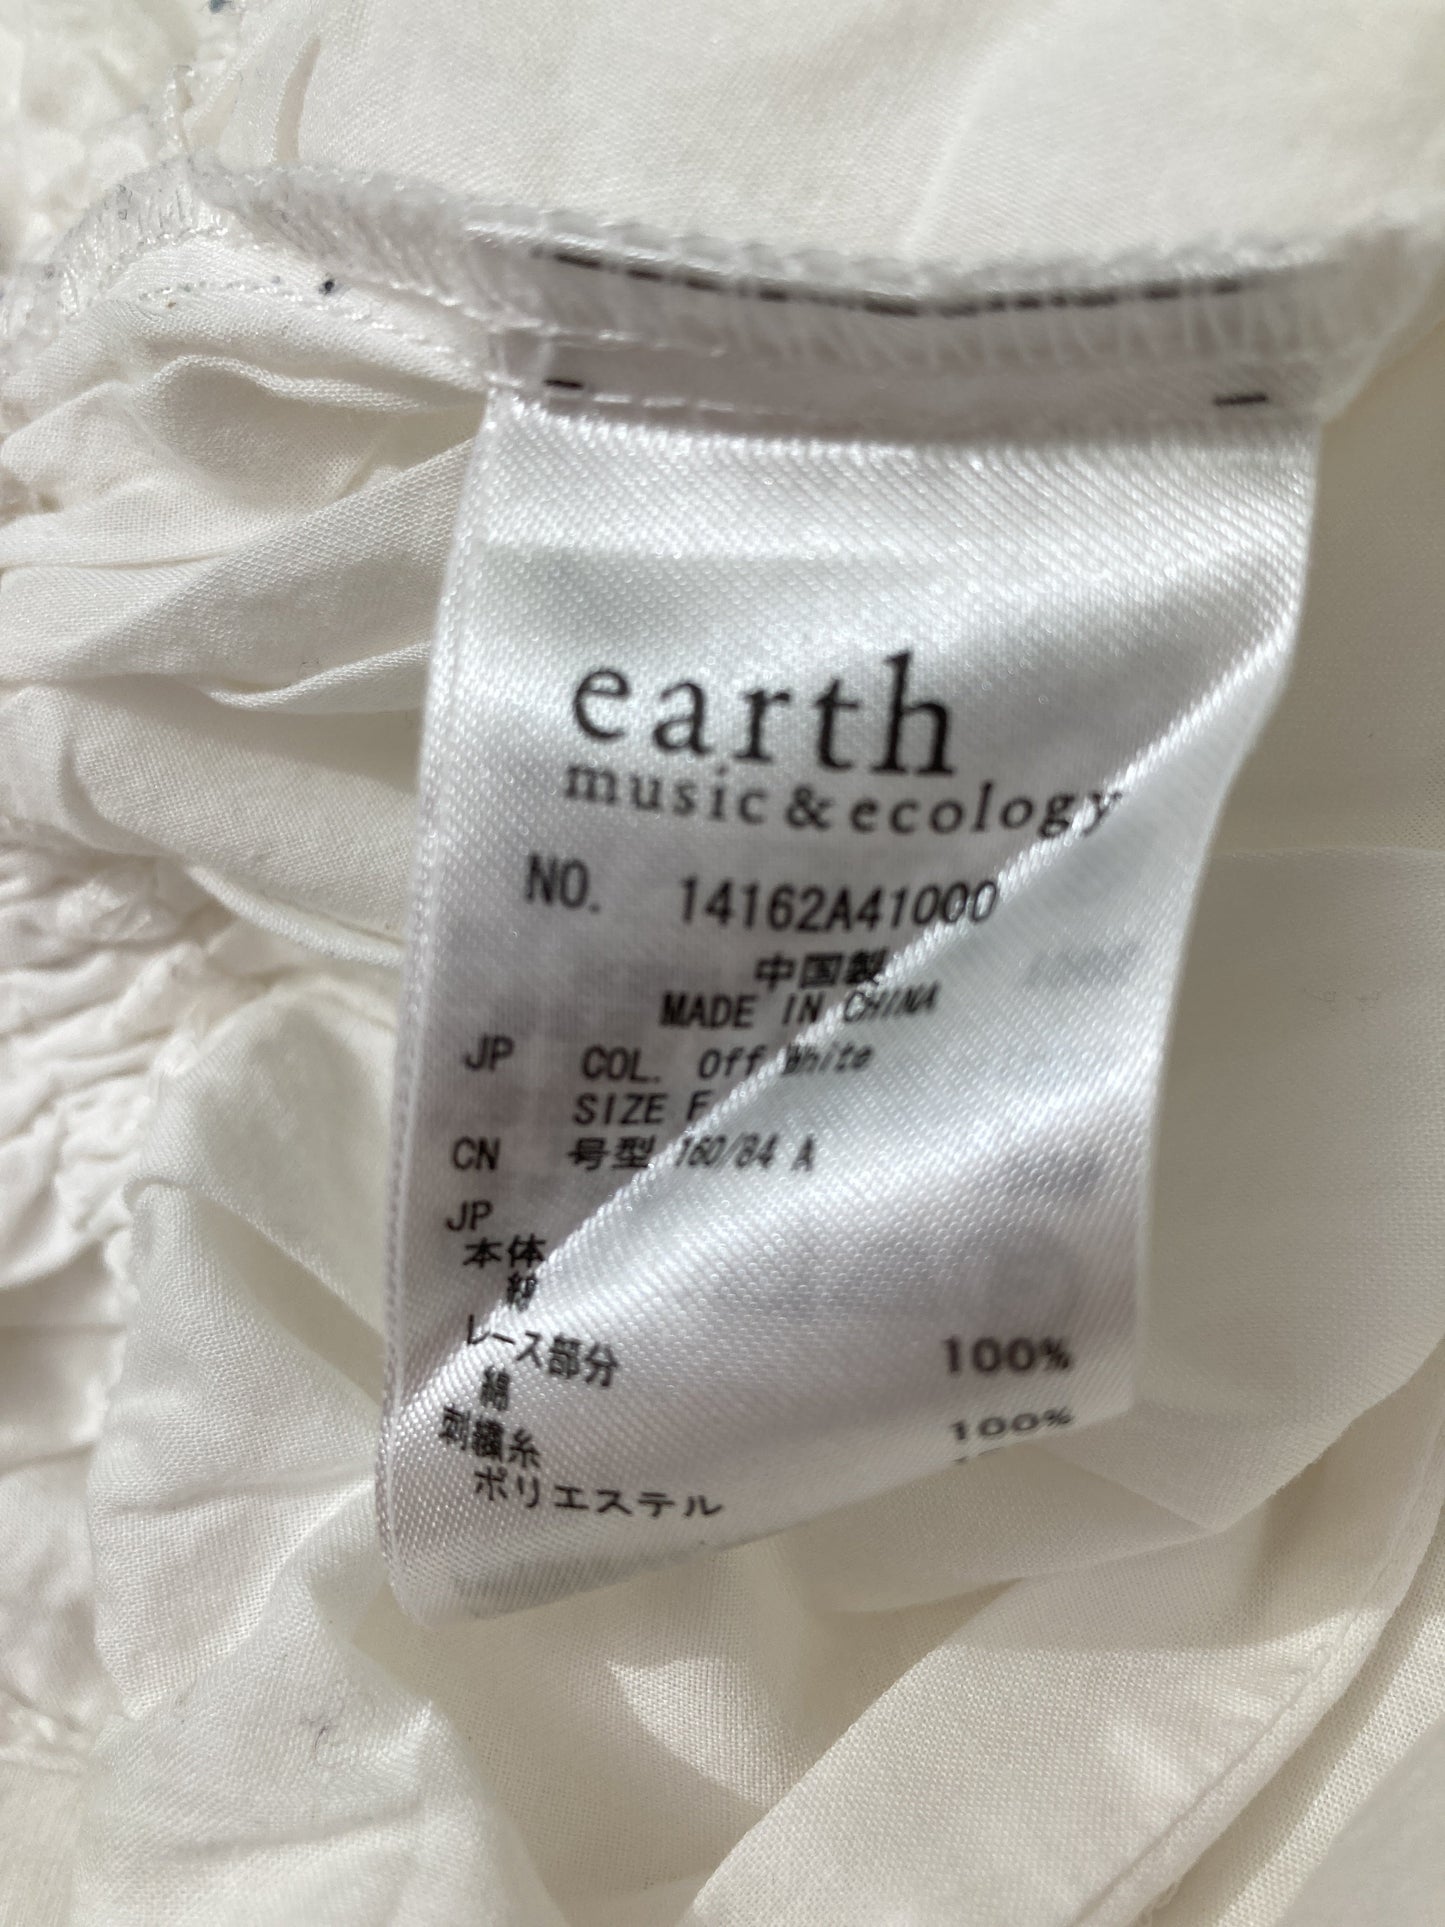 earth
music & ecology
NO. 14162A41000
中国製
MADE IN CHINA
JP COL. Off White
SIZE F
CN 号型 160/84 A
JP
本体
綿 100%
レース部分
綿 100%
刺繍糸
ポリエステル